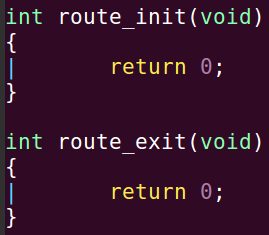 int route_init(void)
{
|       return 0;
}

int route_exit(void)
{
|       return 0;
}